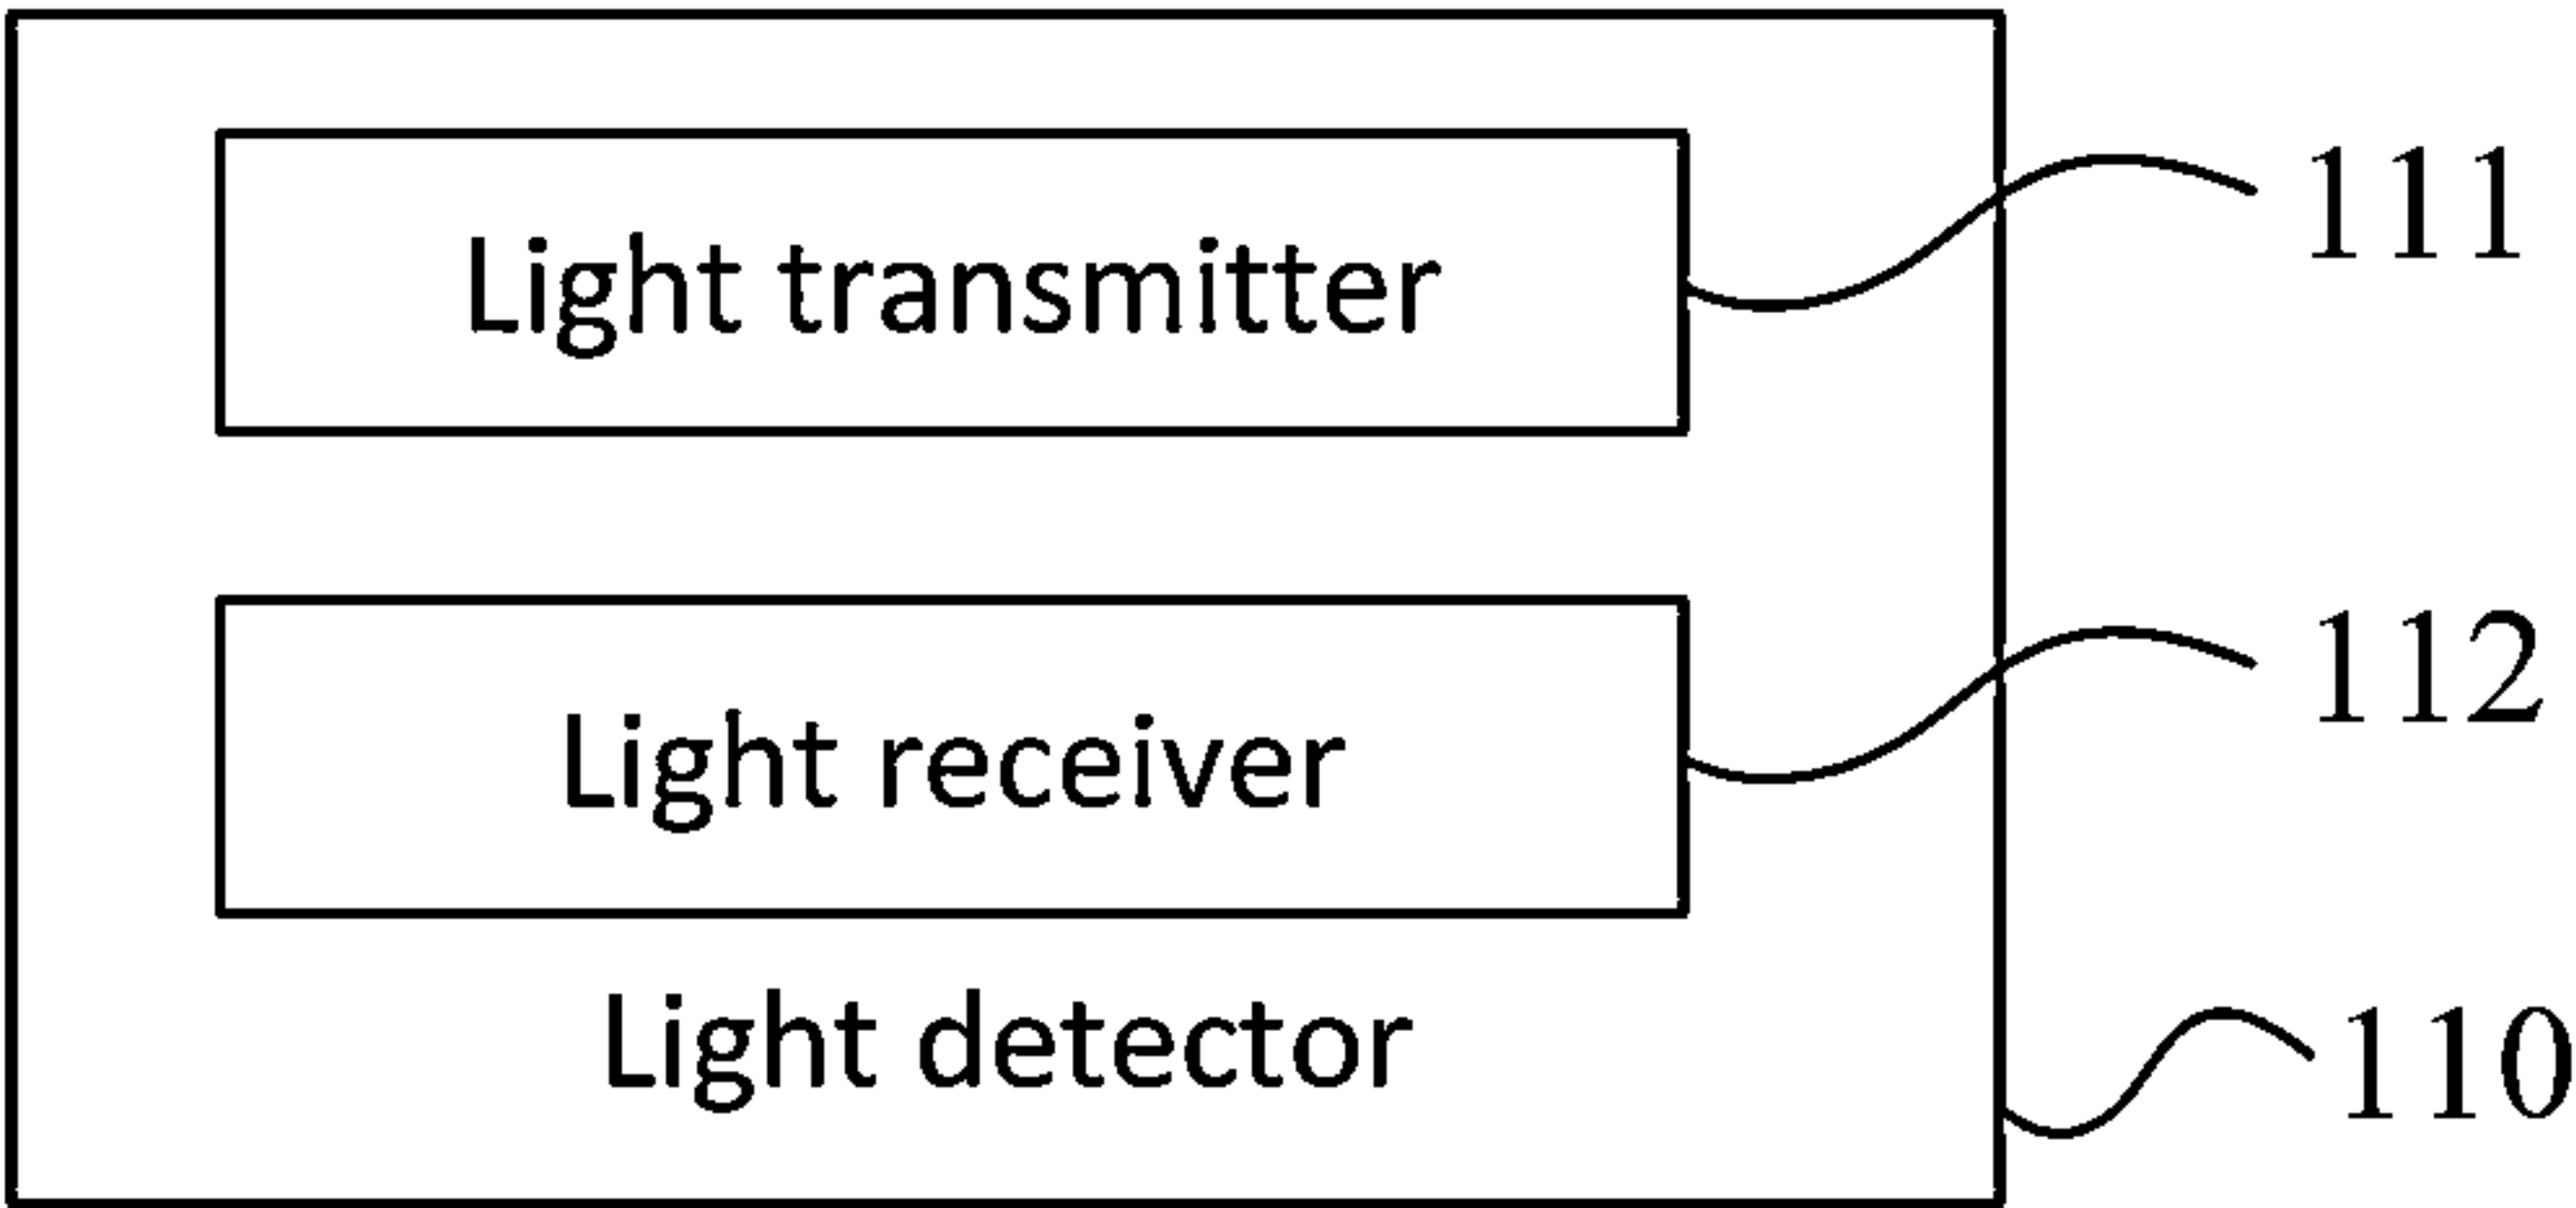 Light transmitter
111
Light receiver
112
Light detector
110